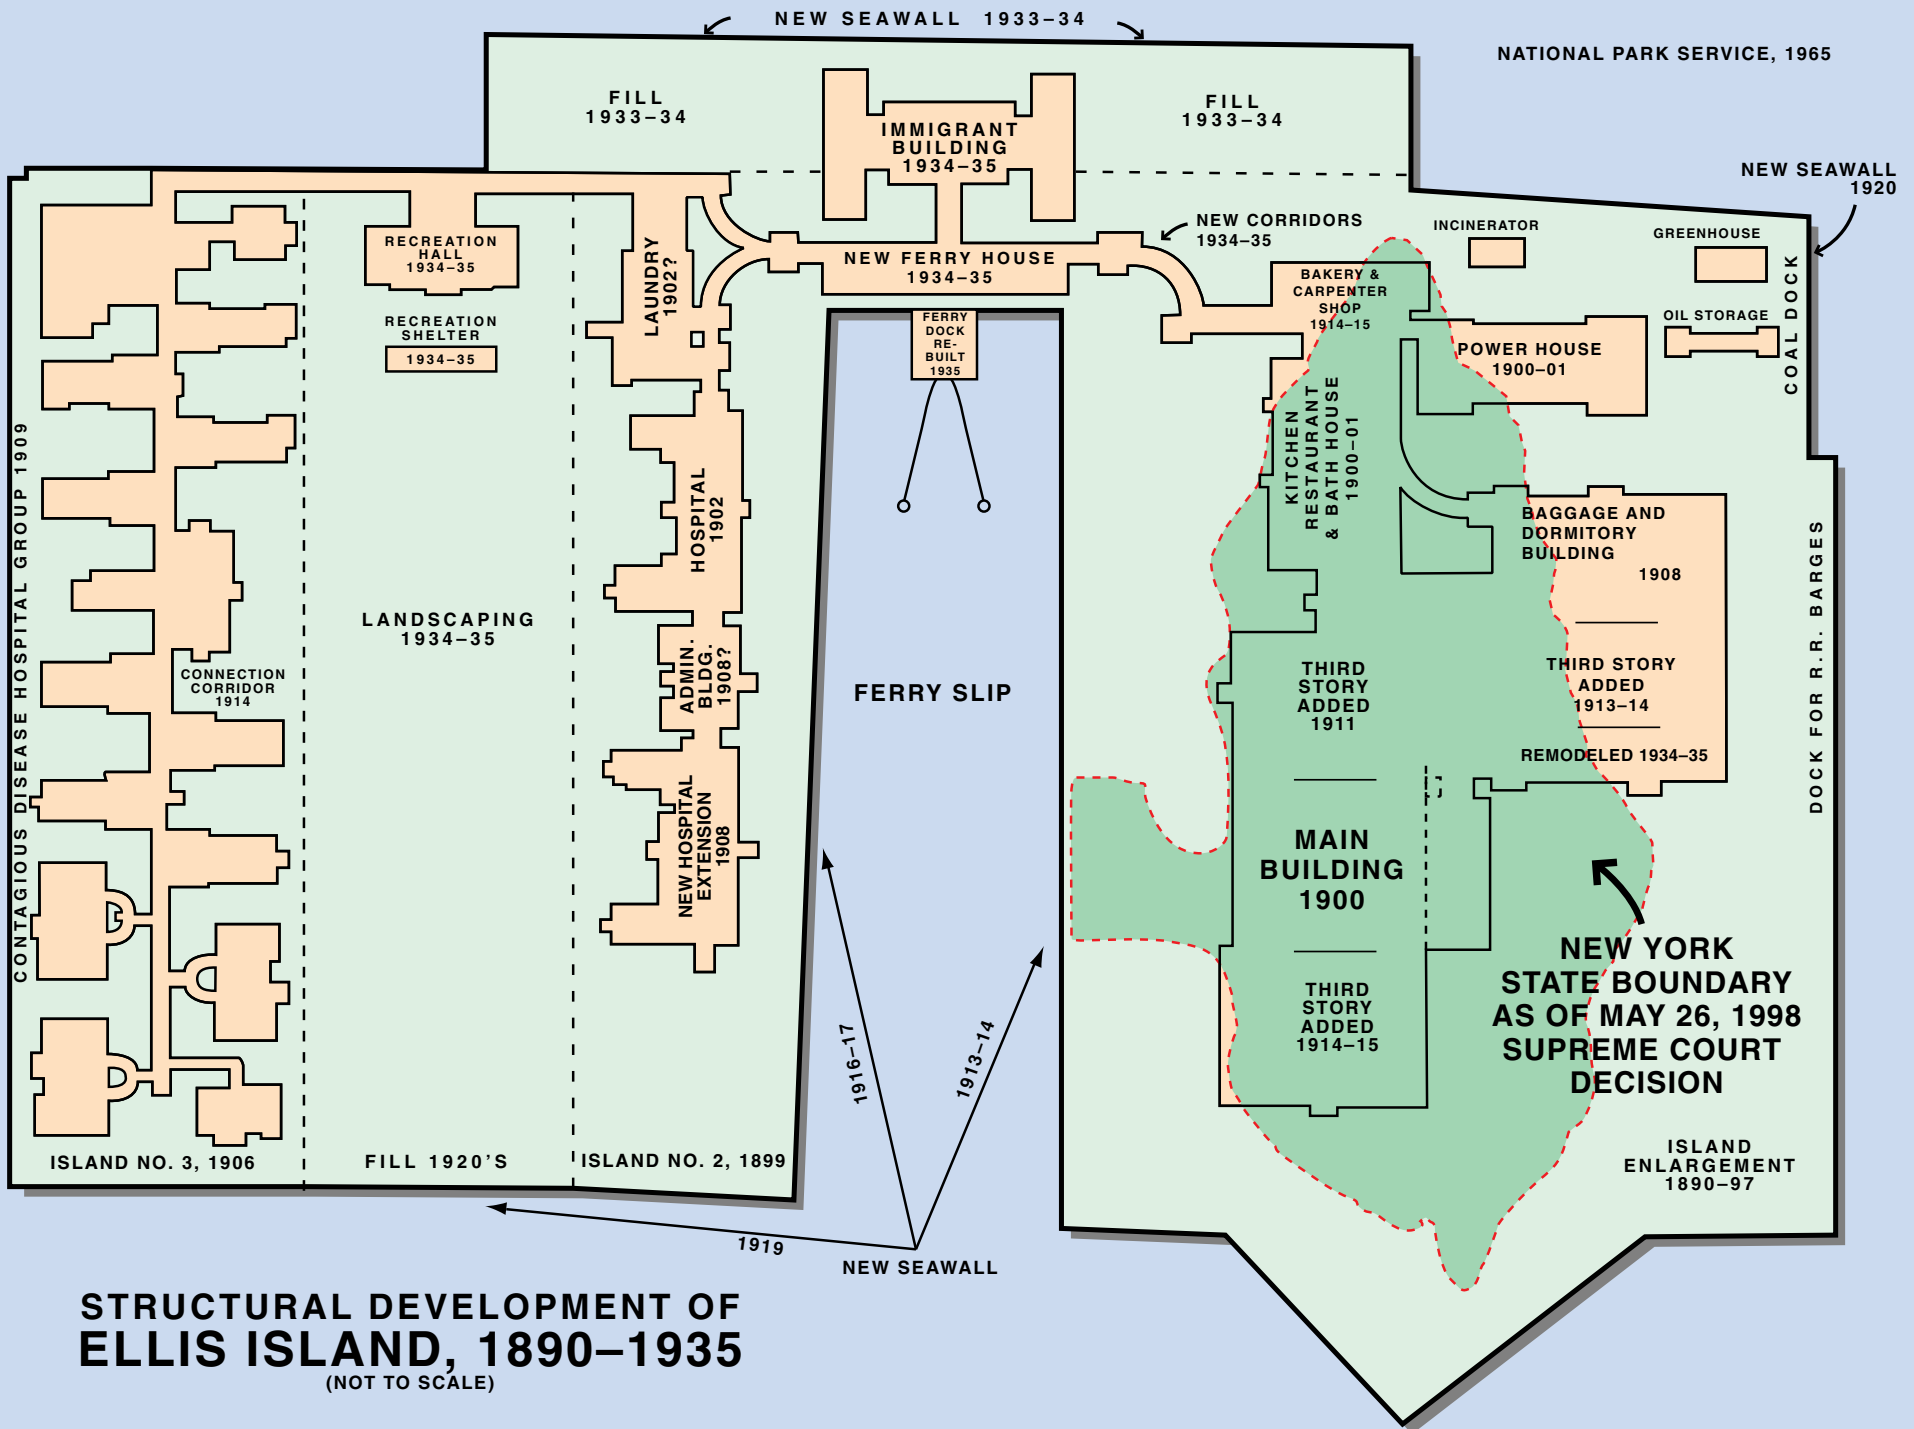 NEW SEAWALL 1933–34
NATIONAL PARK SERVICE, 1965
FILL
1933–34
IMMIGRANT
BUILDING
1934–35
FILL
1933–34
NEW SEAWALL
1920
NEW CORRIDORS
1934–35
INCINERATOR
GREENHOUSE
RECREATION
HALL
1934–35
LAUNDRY
1902?
NEW FERRY HOUSE
1934–35
BAKERY &
CARPENTER
SHOP
1914–15
OIL STORAGE
COAL DOCK
RECREATION
SHELTER
1934–35
FERRY
DOCK
RE-
BUILT
1935
POWER HOUSE
1900–01
KITCHEN
RESTAURANT
& BATH HOUSE
1900–01
CONTAGIOUS DISEASE HOSPITAL GROUP 1909
HOSPITAL
1902
BAGGAGE AND
DORMITORY
BUILDING
1908
DOCK FOR R.R. BARGES
LANDSCAPING
1934–35
CONNECTION
CORRIDOR
1914
ADMIN.
BLDG.
1908?
FERRY SLIP
THIRD
STORY
ADDED
1911
THIRD STORY
ADDED
1913–14
REMODELED 1934–35
NEW HOSPITAL
EXTENSION
1908
MAIN
BUILDING
1900
NEW YORK
STATE BOUNDARY
AS OF MAY 26, 1998
SUPREME COURT
DECISION
THIRD
STORY
ADDED
1914–15
1916–17
1913–14
ISLAND NO. 3, 1906
FILL 1920'S
ISLAND NO. 2, 1899
ISLAND
ENLARGEMENT
1890–97
1919
NEW SEAWALL
STRUCTURAL DEVELOPMENT OF
ELLIS ISLAND, 1890–1935
(NOT TO SCALE)